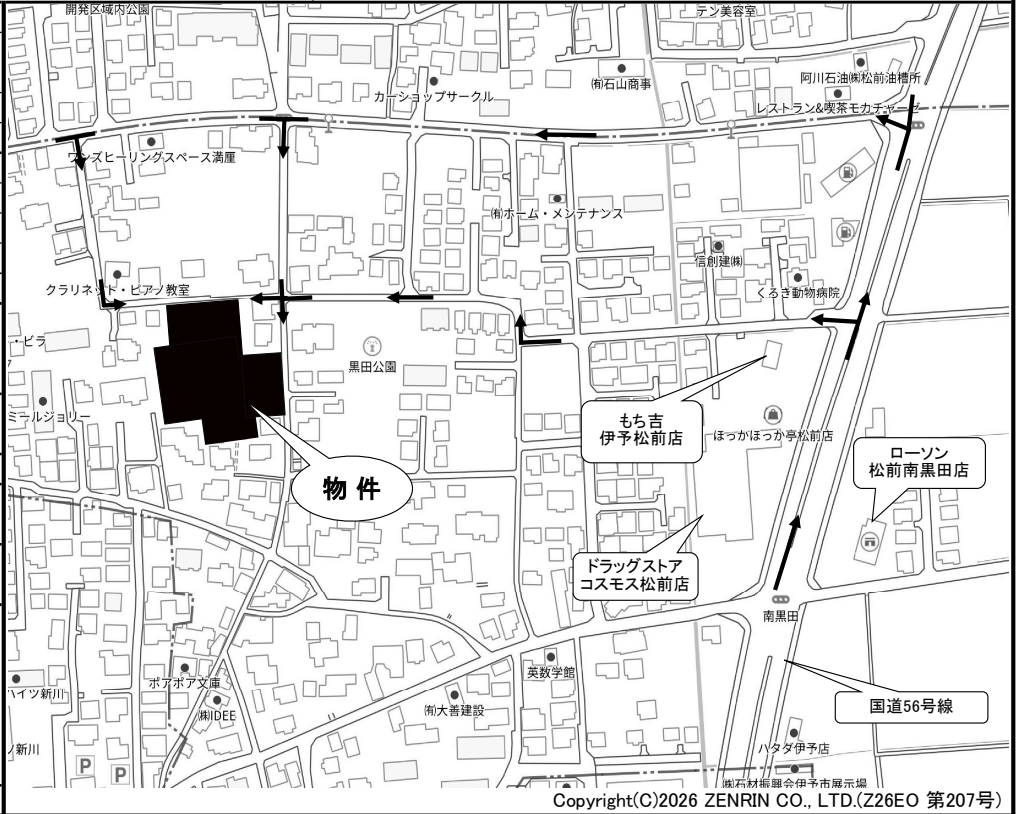 開発区域内公園
テン美容室
カーショップサークル
㈲石山商事
阿川石油㈱松前油槽所
レストラン&喫茶モカチャーゼ
ワンズヒーリングスペース満厘
㈲ホーム・メンテナンス
信創建㈱
くろき動物病院
クラリネット・ピアノ教室
・ビラ
黒田公園
ミールジョリー
もち吉
伊予松前店
ほっかほっか亭松前店
ローソン
松前南黒田店
物 件
ドラッグストア
コスモス松前店
南黒田
英数学館
ポアポア文庫
ハイツ新川
㈱IDEE
㈲大善建設
国道56号線
ノ新川
P
P
ハタダ伊予店
㈱石材振興会伊予市展示場
Copyright(C)2026 ZENRIN CO., LTD.(Z26EO 第207号)